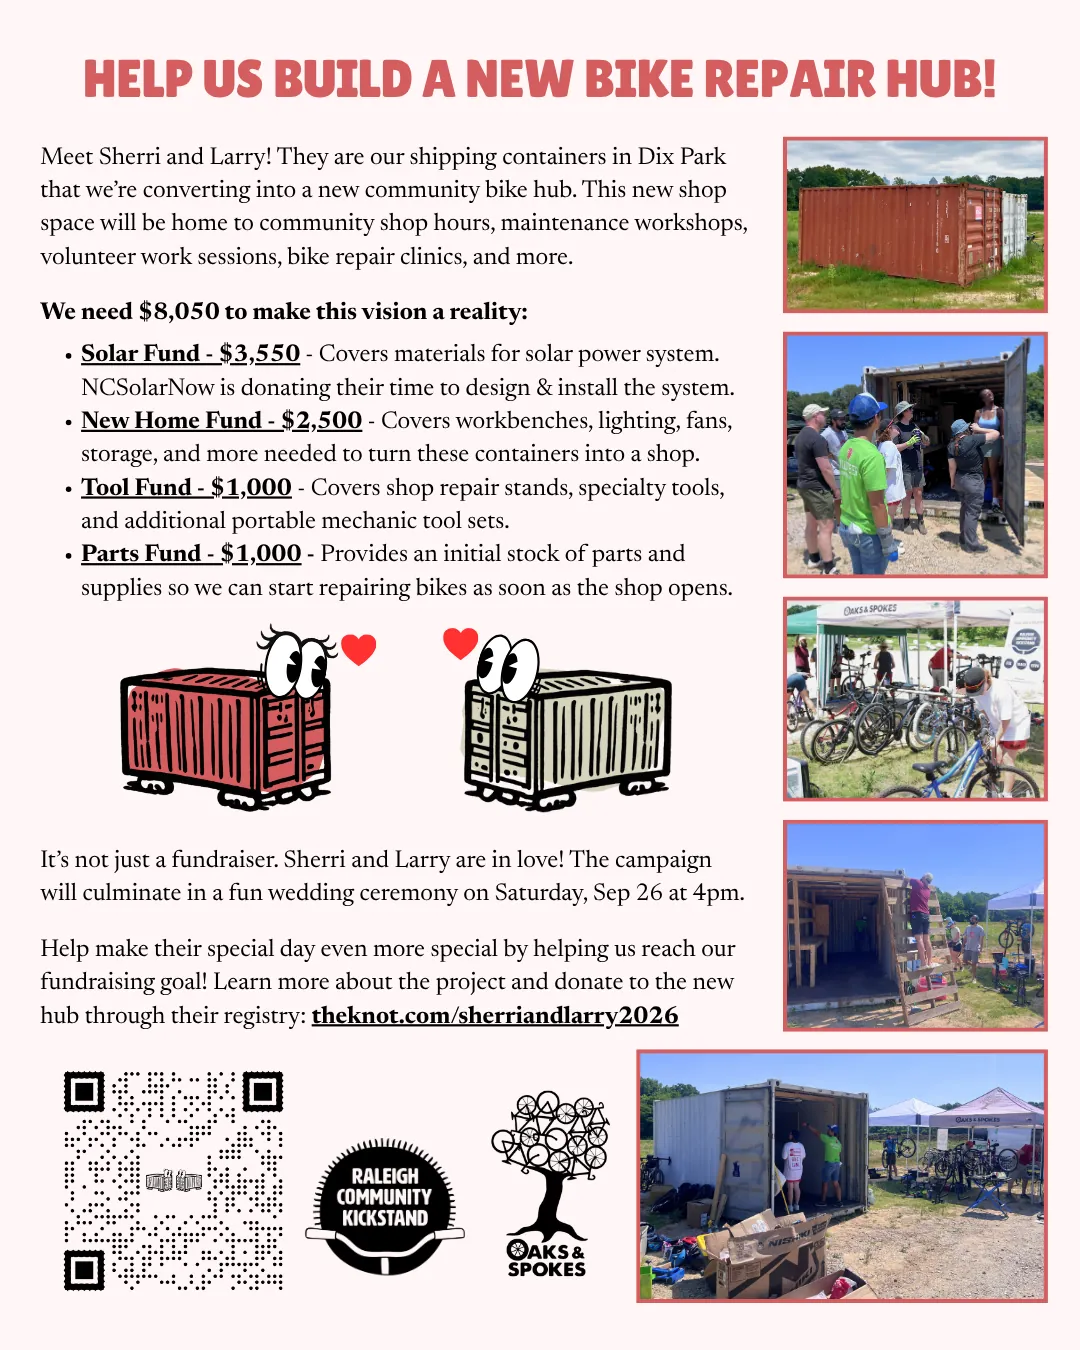 HELP US BUILD A NEW BIKE REPAIR HUB!
Meet Sherri and Larry! They are our shipping containers in Dix Park
that we're converting into a new community bike hub. This new shop
space will be home to community shop hours, maintenance workshops,
volunteer work sessions, bike repair clinics, and more.
We need $8,050 to make this vision a reality:
• Solar Fund - $3,550 - Covers materials for solar power system.
NCSolarNow is donating their time to design & install the system.
• New Home Fund - $2,500 - Covers workbenches, lighting, fans,
storage, and more needed to turn these containers into a shop.
• Tool Fund - $1,000 - Covers shop repair stands, specialty tools,
and additional portable mechanic tool sets.
• Parts Fund - $1,000 - Provides an initial stock of parts and
supplies so we can start repairing bikes as soon as the shop opens.
OAKS & SPOKES
RALEIGH
COMMUNITY
KICKSTAND
It's not just a fundraiser. Sherri and Larry are in love! The campaign
will culminate in a fun wedding ceremony on Saturday, Sep 26 at 4pm.
Help make their special day even more special by helping us reach our
fundraising goal! Learn more about the project and donate to the new
hub through their registry: theknot.com/sherriandlarry2026
RALEIGH
COMMUNITY
KICKSTAND
OAKS &
SPOKES
OAKS & SPOKES
NISHIKI